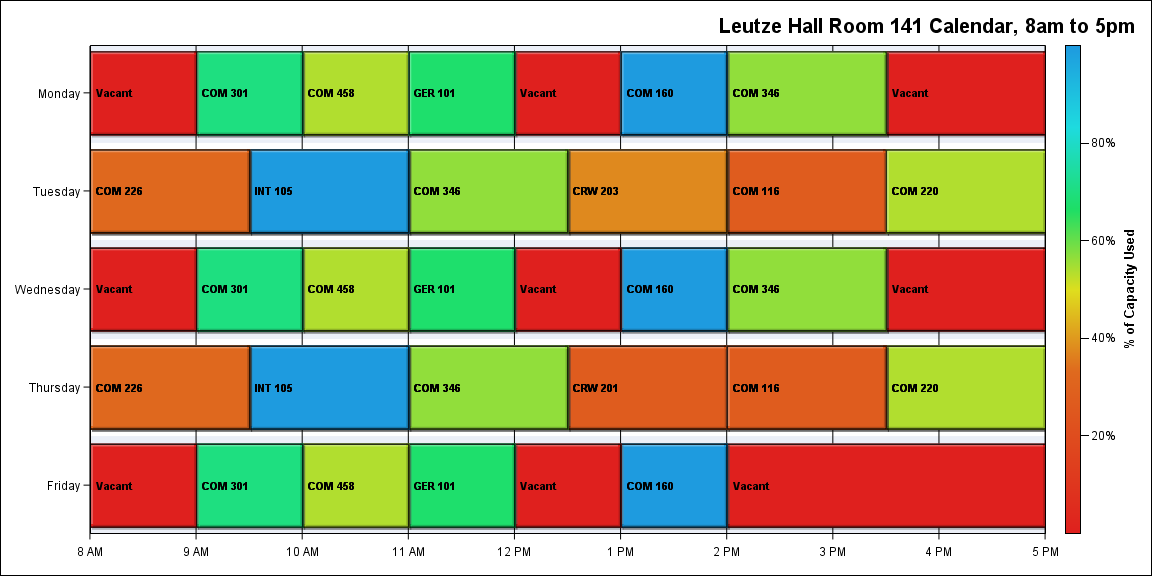 Leutze Hall Room 141 Calendar, 8am to 5pm
Monday
Vacant
COM 301
COM 458
GER 101
Vacant
COM 160
COM 346
Vacant
Tuesday
COM 226
INT 105
COM 346
CRW 203
COM 116
COM 220
Wednesday
Vacant
COM 301
COM 458
GER 101
Vacant
COM 160
COM 346
Vacant
Thursday
COM 226
INT 105
COM 346
CRW 201
COM 116
COM 220
Friday
Vacant
COM 301
COM 458
GER 101
Vacant
COM 160
Vacant
8 AM
9 AM
10 AM
11 AM
12 PM
1 PM
2 PM
3 PM
4 PM
5 PM
80%
60%
40%
20%
% of Capacity Used